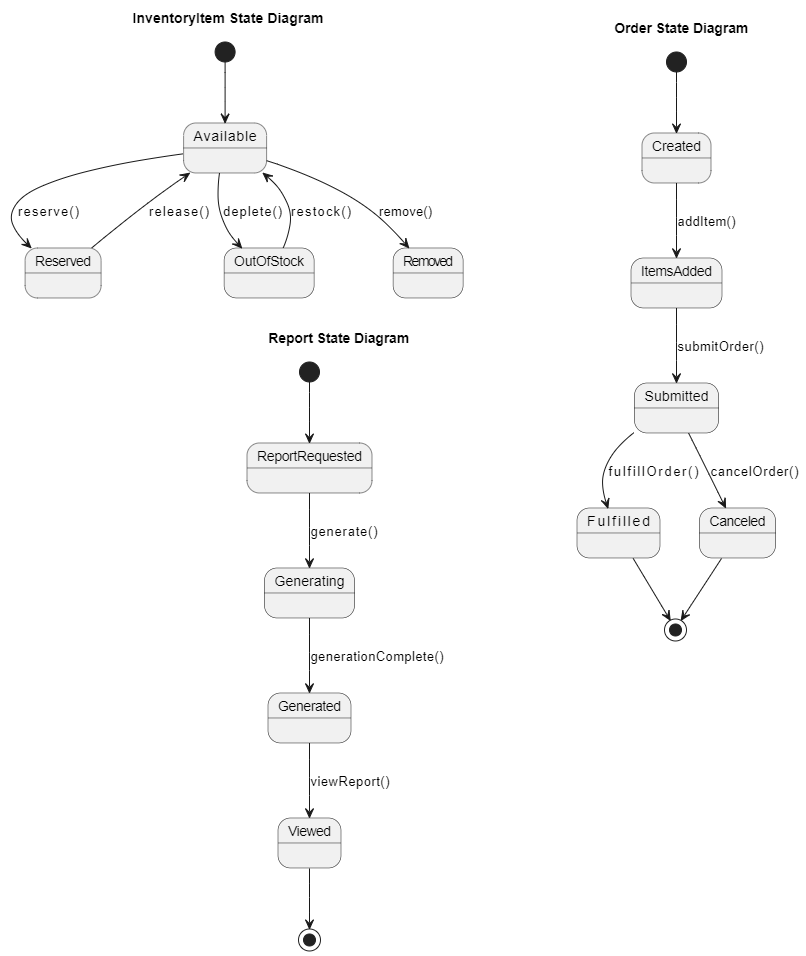 InventoryItem State Diagram
Available
reserve()
release()
deplete()
restock()
remove()
Reserved
OutOfStock
Removed
Report State Diagram
ReportRequested
generate()
Generating
generationComplete()
Generated
viewReport()
Viewed
Order State Diagram
Created
addItem()
ItemsAdded
submitOrder()
Submitted
fulfillOrder()
cancelOrder()
Fulfilled
Canceled